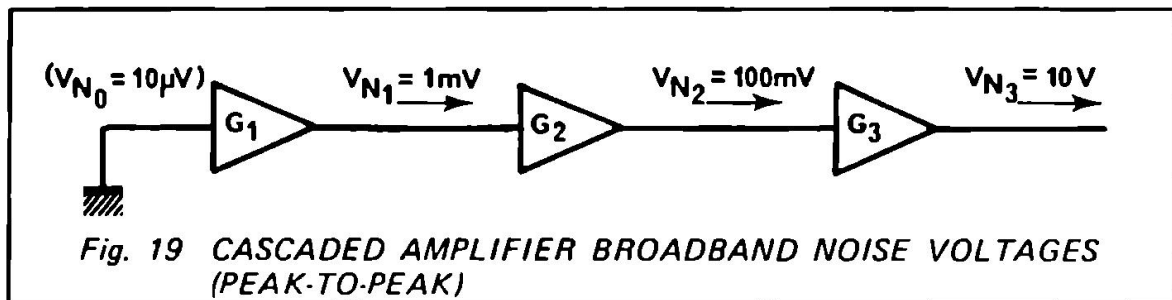 (VN0 = 10µV)
VN1 = 1mV
VN2 = 100mV
VN3 = 10V
G1
G2
G3
Fig. 19 CASCADED AMPLIFIER BROADBAND NOISE VOLTAGES
(PEAK-TO-PEAK)